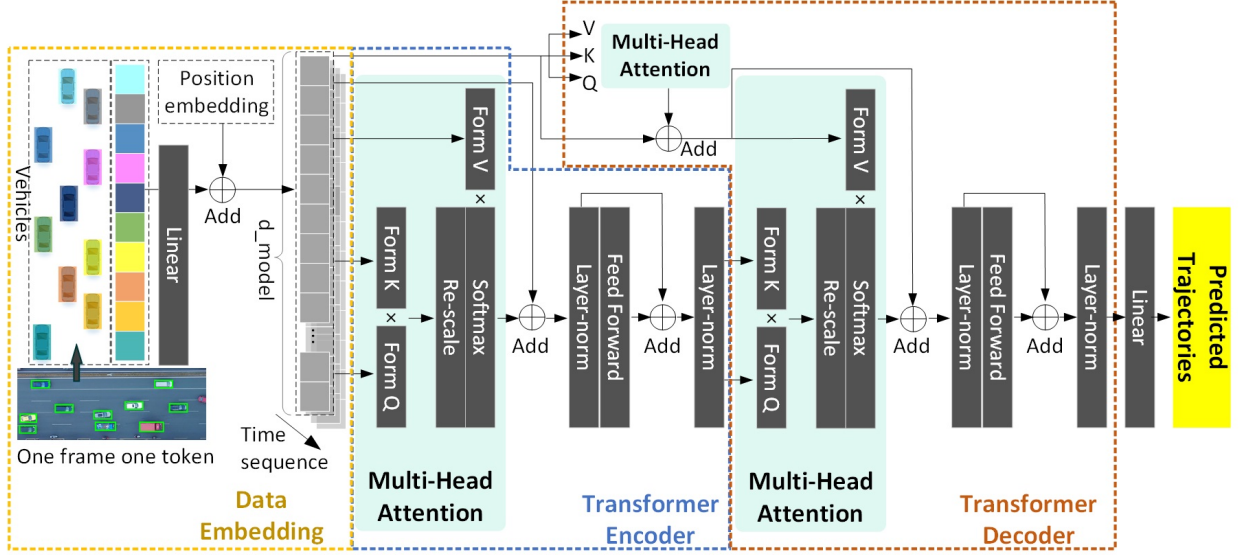 Vehicles
Position
embedding
Linear
Add
d_model
One frame one token
Time
sequence
Data
Embedding
Form V
×
Form K
×
Form Q
Re-scale
Softmax
Multi-Head
Attention
Add
Layer-norm
Feed Forward
Add
Layer-norm
Transformer
Encoder
V
K
Q
Multi-Head
Attention
Add
Form V
×
Form K
×
Form Q
Re-scale
Softmax
Multi-Head
Attention
Add
Layer-norm
Feed Forward
Add
Layer-norm
Transformer
Decoder
Linear
Predicted
Trajectories